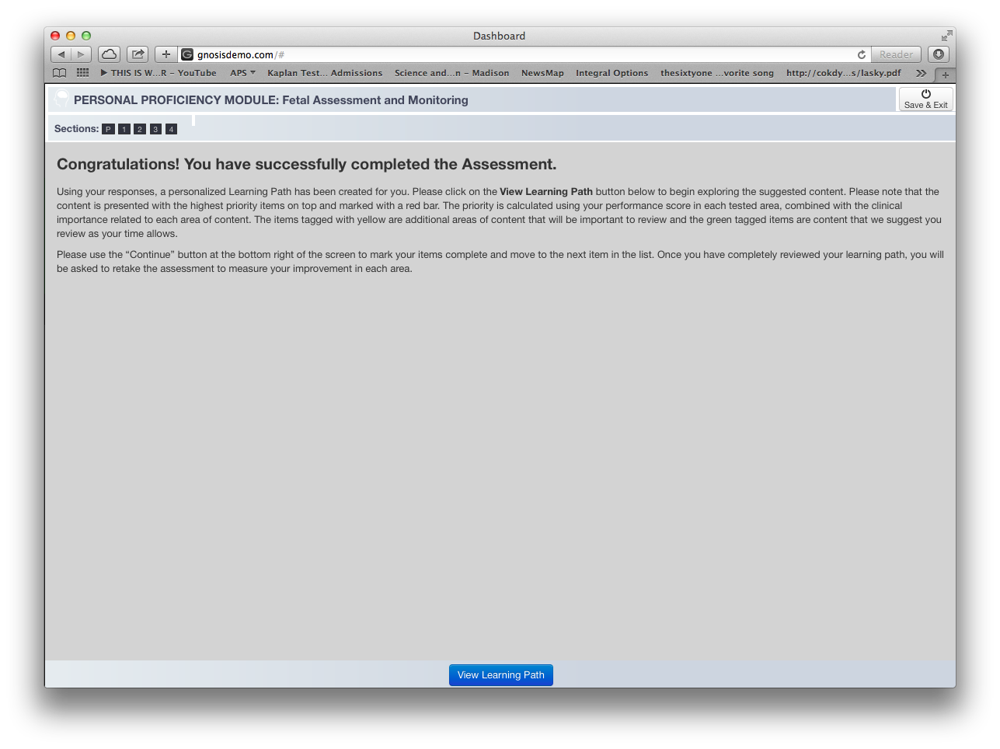 Dashboard
gnosisdemo.com/#
Reader
THIS IS W...R – YouTube APS Kaplan Test... Admissions Science and...n – Madison NewsMap Integral Options thesixtyone ...vorite song http://cokdy...s/lasky.pdf
PERSONAL PROFICIENCY MODULE: Fetal Assessment and Monitoring
Save & Exit
Sections: P 1 2 3 4
Congratulations! You have successfully completed the Assessment.
Using your responses, a personalized Learning Path has been created for you. Please click on the View Learning Path button below to begin exploring the suggested content. Please note that the
content is presented with the highest priority items on top and marked with a red bar. The priority is calculated using your performance score in each tested area, combined with the clinical
importance related to each area of content. The items tagged with yellow are additional areas of content that will be important to review and the green tagged items are content that we suggest you
review as your time allows.
Please use the “Continue” button at the bottom right of the screen to mark your items complete and move to the next item in the list. Once you have completely reviewed your learning path, you will
be asked to retake the assessment to measure your improvement in each area.
View Learning Path